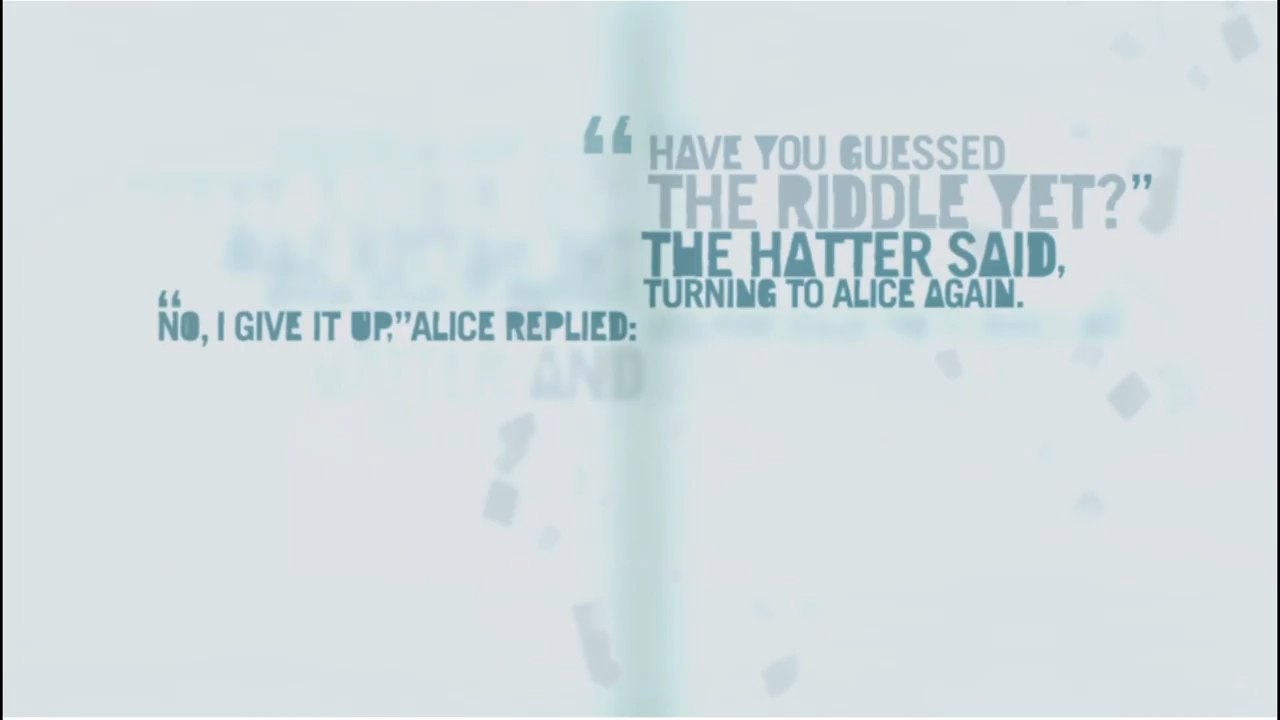 “HAVE YOU GUESSED
THE RIDDLE YET?”
THE HATTER SAID,
TURNING TO ALICE AGAIN.
“NO, I GIVE IT UP,”ALICE REPLIED:
AND